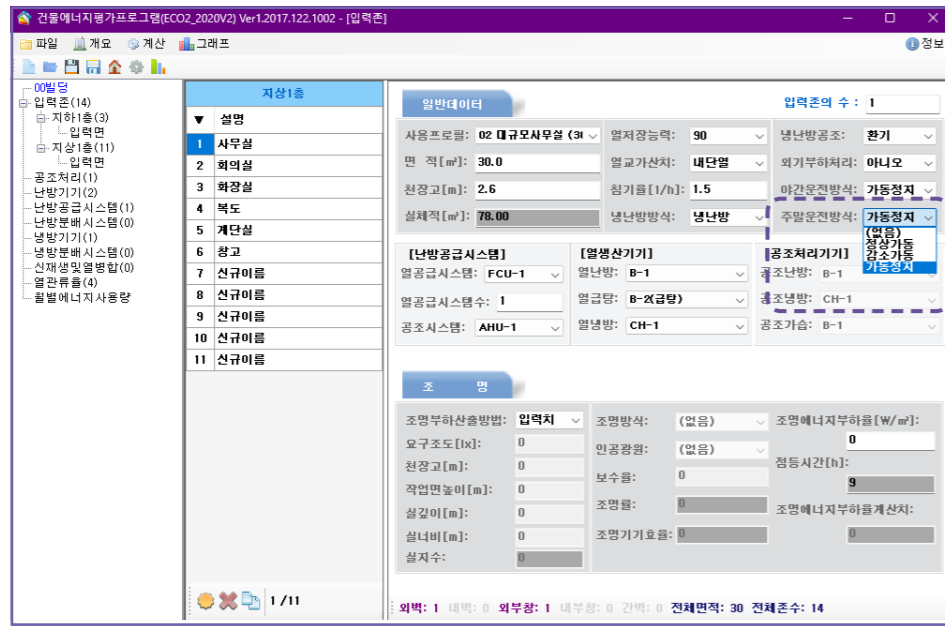 건물에너지평가프로그램(ECO2_2020V2) Ver1.2017.122.1002 - [입력존]
파일 개요 계산 그래프 정보
00빌딩
입력존(14)
지하1층(3)
입력면
지상1층(11)
입력면
공조처리(1)
난방기기(2)
난방공급시스템(1)
난방분배시스템(0)
냉방기기(1)
냉방분배시스템(0)
신재생및열병합(0)
열관류율(4)
월별에너지사용량
지상1층
▼ 설명
1 사무실
2 회의실
3 화장실
4 복도
5 계단실
6 창고
7 신규이름
8 신규이름
9 신규이름
10 신규이름
11 신규이름
1 /11
일반데이터
입력존의 수 : 1
사용프로필: 02 대규모사무실 (3 열저장능력: 90 냉난방공조: 환기
면 적[㎡]: 30.0 열교가산치: 내단열 외기부하처리: 아니오
천장고[m]: 2.6 침기율[1/h]: 1.5 야간운전방식: 가동정지
실체적[㎥]: 78.00 냉난방방식: 냉난방 주말운전방식: 가동정지
(없음)
정상가동
감소가동
가동정지
[난방공급시스템] [열생산기기] [공조처리기기]
열공급시스템: FCU-1 열난방: B-1 공조난방: B-1
열공급시스템수: 1 열급탕: B-2(급탕) 공조냉방: CH-1
공조시스템: AHU-1 열냉방: CH-1 공조가습: B-1
조 명
조명부하산출방법: 입력치 조명방식: (없음) 조명에너지부하율[W/㎡]:
요구조도[lx]: 0 인공광원: (없음) 0
천장고[m]: 0 보수율: 0 점등시간[h]:
작업면높이[m]: 0 9
실깊이[m]: 0 조명률: 0 조명에너지부하율계산치:
실너비[m]: 0 조명기기효율: 0 0
실지수: 0
외벽: 1 내벽: 0 외부창: 1 내부창: 0 간벽: 0 전체면적: 30 전체존수: 14